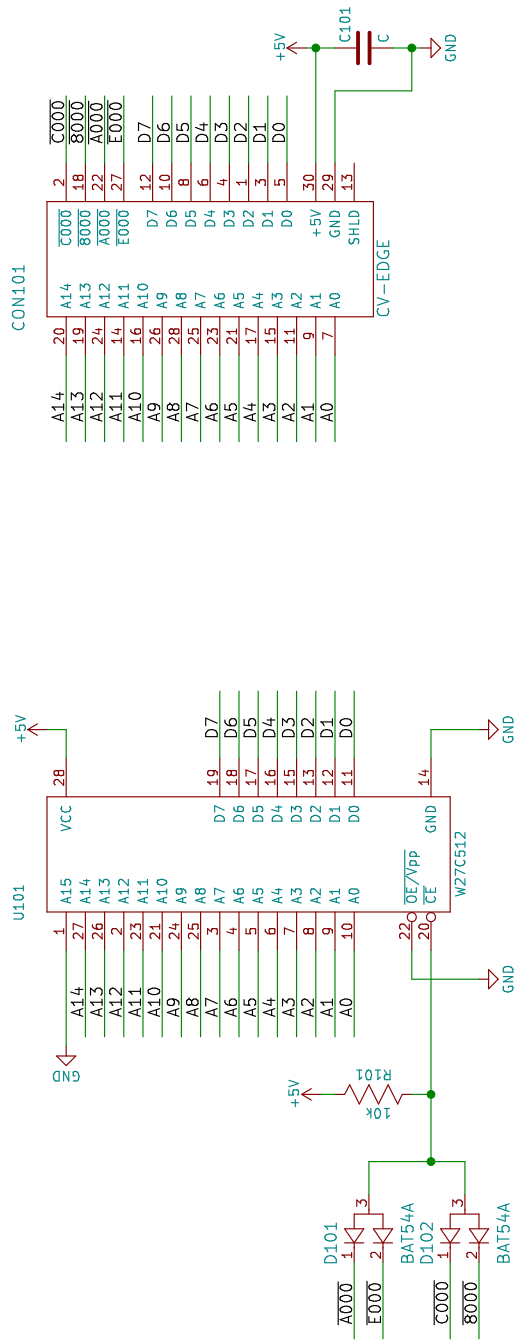 D101
A000 1
E000 2
3
BAT54A
D102
C000 1
8000 2
3
BAT54A
+5V
R101
10k
GND
U101
1 A15
A14 27 A14
A13 26 A13
A12 2 A12
A11 23 A11
A10 21 A10
A9 24 A9
A8 25 A8
A7 3 A7
A6 4 A6
A5 5 A5
A4 6 A4
A3 7 A3
A2 8 A2
A1 9 A1
A0 10 A0
22 OE/Vpp
20 CE
GND
VCC 28
+5V
D7 19 D7
D6 18 D6
D5 17 D5
D4 16 D4
D3 15 D3
D2 13 D2
D1 12 D1
D0 11 D0
GND 14
GND
W27C512
CON101
A14 20 A14
A13 19 A13
A12 24 A12
A11 14 A11
A10 16 A10
A9 26 A9
A8 28 A8
A7 25 A7
A6 23 A6
A5 21 A5
A4 17 A4
A3 15 A3
A2 11 A2
A1 9 A1
A0 7 A0
C000 2 C000
8000 18 8000
A000 22 A000
E000 27 E000
D7 12 D7
D6 10 D6
D5 8 D5
D4 6 D4
D3 4 D3
D2 1 D2
D1 3 D1
D0 5 D0
+5V 30
GND 29
SHLD 13
CV-EDGE
+5V
C101
C
GND